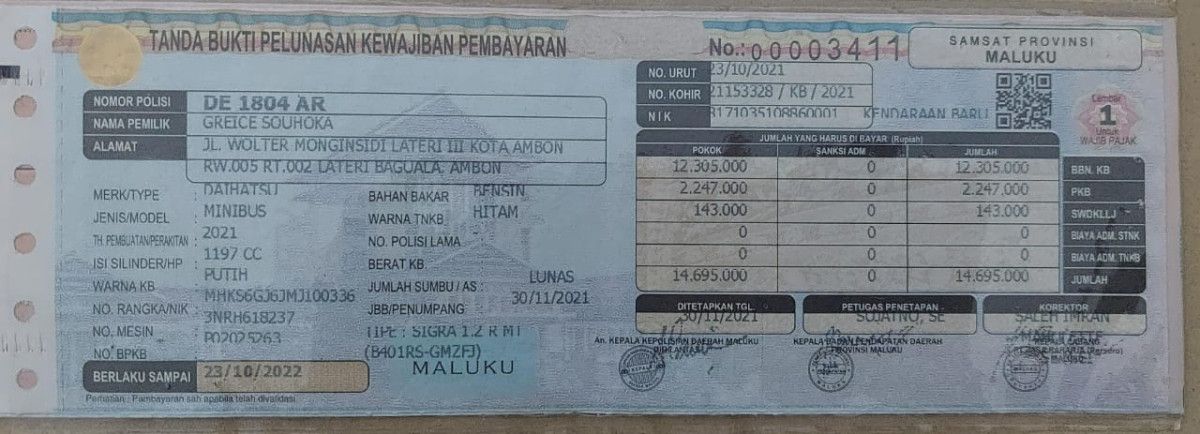 TANDA BUKTI PELUNASAN KEWAJIBAN PEMBAYARAN
No.: 00003411
SAMSAT PROVINSI
MALUKU
NO. URUT 23/10/2021
NO. KOHIR 21153328 / KB / 2021
NIK 8171035108860001 KENDARAAN BARU
Lembar
1
Untuk
WAJIB PAJAK
NOMOR POLISI DE 1804 AR
NAMA PEMILIK GREICE SOUHOKA
ALAMAT JL. WOLTER MONGINSIDI LATERI III KOTA AMBON
RW.005 RT.002 LATERI BAGUALA, AMBON
MERK/TYPE : DAIHATSU
JENIS/MODEL : MINIBUS
TH PEMBUATAN/PERAKITAN : 2021
ISI SILINDER/HP : 1197 CC
WARNA KB : PUTIH
NO. RANGKA/NIK : MHKS6GJ6JMJ100336
NO. MESIN : 3NRH618237
NO. BPKB : P02025263
BERLAKU SAMPAI 23/10/2022
Perhatian : Pembayaran sah apabila telah divalidasi
BAHAN BAKAR : BENSIN
WARNA TNKB : HITAM
NO. POLISI LAMA :
BERAT KB :
JUMLAH SUMBU / AS : LUNAS
JBB/PENUMPANG : 30/11/2021
TIPE : SIGRA 1.2 R MT
(B401RS-GMZFJ)
MALUKU
JUMLAH YANG HARUS DI BAYAR (Rupiah)
POKOK SANKSI ADM JUMLAH
12.305.000 0 12.305.000 BBN. KB
2.247.000 0 2.247.000 PKB
143.000 0 143.000 SWDKLLJ
0 0 BIAYA ADM. STNK
0 0 BIAYA ADM. TNKB
14.695.000 0 14.695.000 JUMLAH
DITETAPKAN TGL. PETUGAS PENETAPAN KOREKTOR
30/11/2021 SUJATNO, SE SALEH
An. KEPALA KEPOLISIAN DAERAH MALUKU
KEPALA BADAN PENDAPATAN DAERAH
PROVINSI MALUKU
KEPALA CABANG
MALUKU